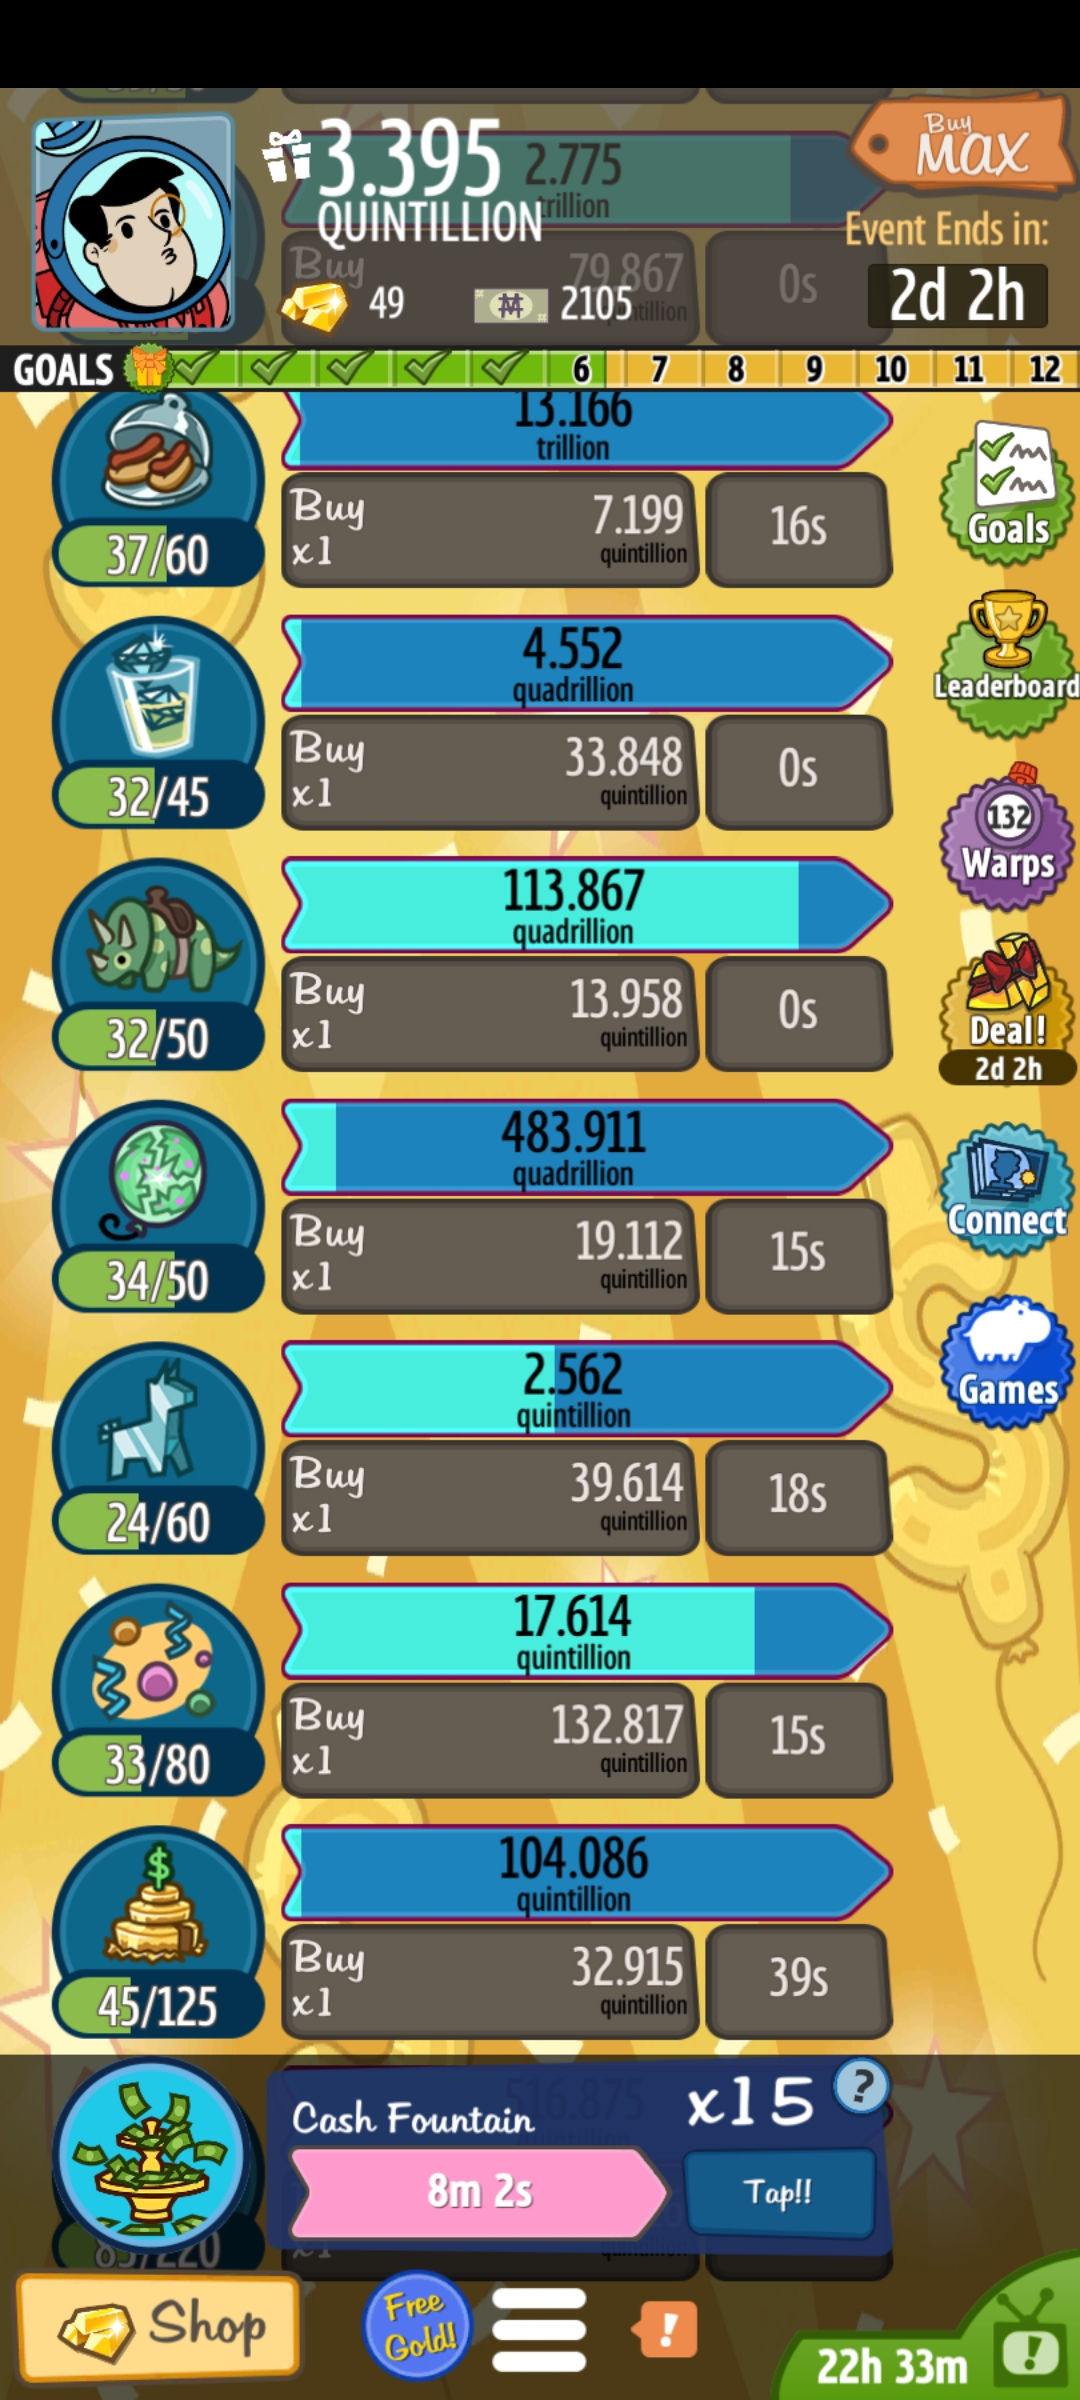 3.395
QUINTILLION
2.775
trillion
Buy
MAX
Event Ends in:
2d 2h
49
2105
Buy
79.867
0s
GOALS
6 7 8 9 10 11 12
13.166
trillion
Buy
x1
7.199
quintillion
16s
37/60
Goals
4.552
quadrillion
Buy
x1
33.848
quintillion
0s
32/45
Leaderboard
132
Warps
113.867
quadrillion
Buy
x1
13.958
quintillion
0s
32/50
Deal!
2d 2h
483.911
quadrillion
Buy
x1
19.112
quintillion
15s
34/50
Connect
2.562
quintillion
Buy
x1
39.614
quintillion
18s
24/60
Games
17.614
quintillion
Buy
x1
132.817
quintillion
15s
33/80
104.086
quintillion
Buy
x1
32.915
quintillion
39s
45/125
516.875
Cash Fountain
x15
?
8m 2s
Tap!!
x1
Shop
Free
Gold!
!
22h 33m
!